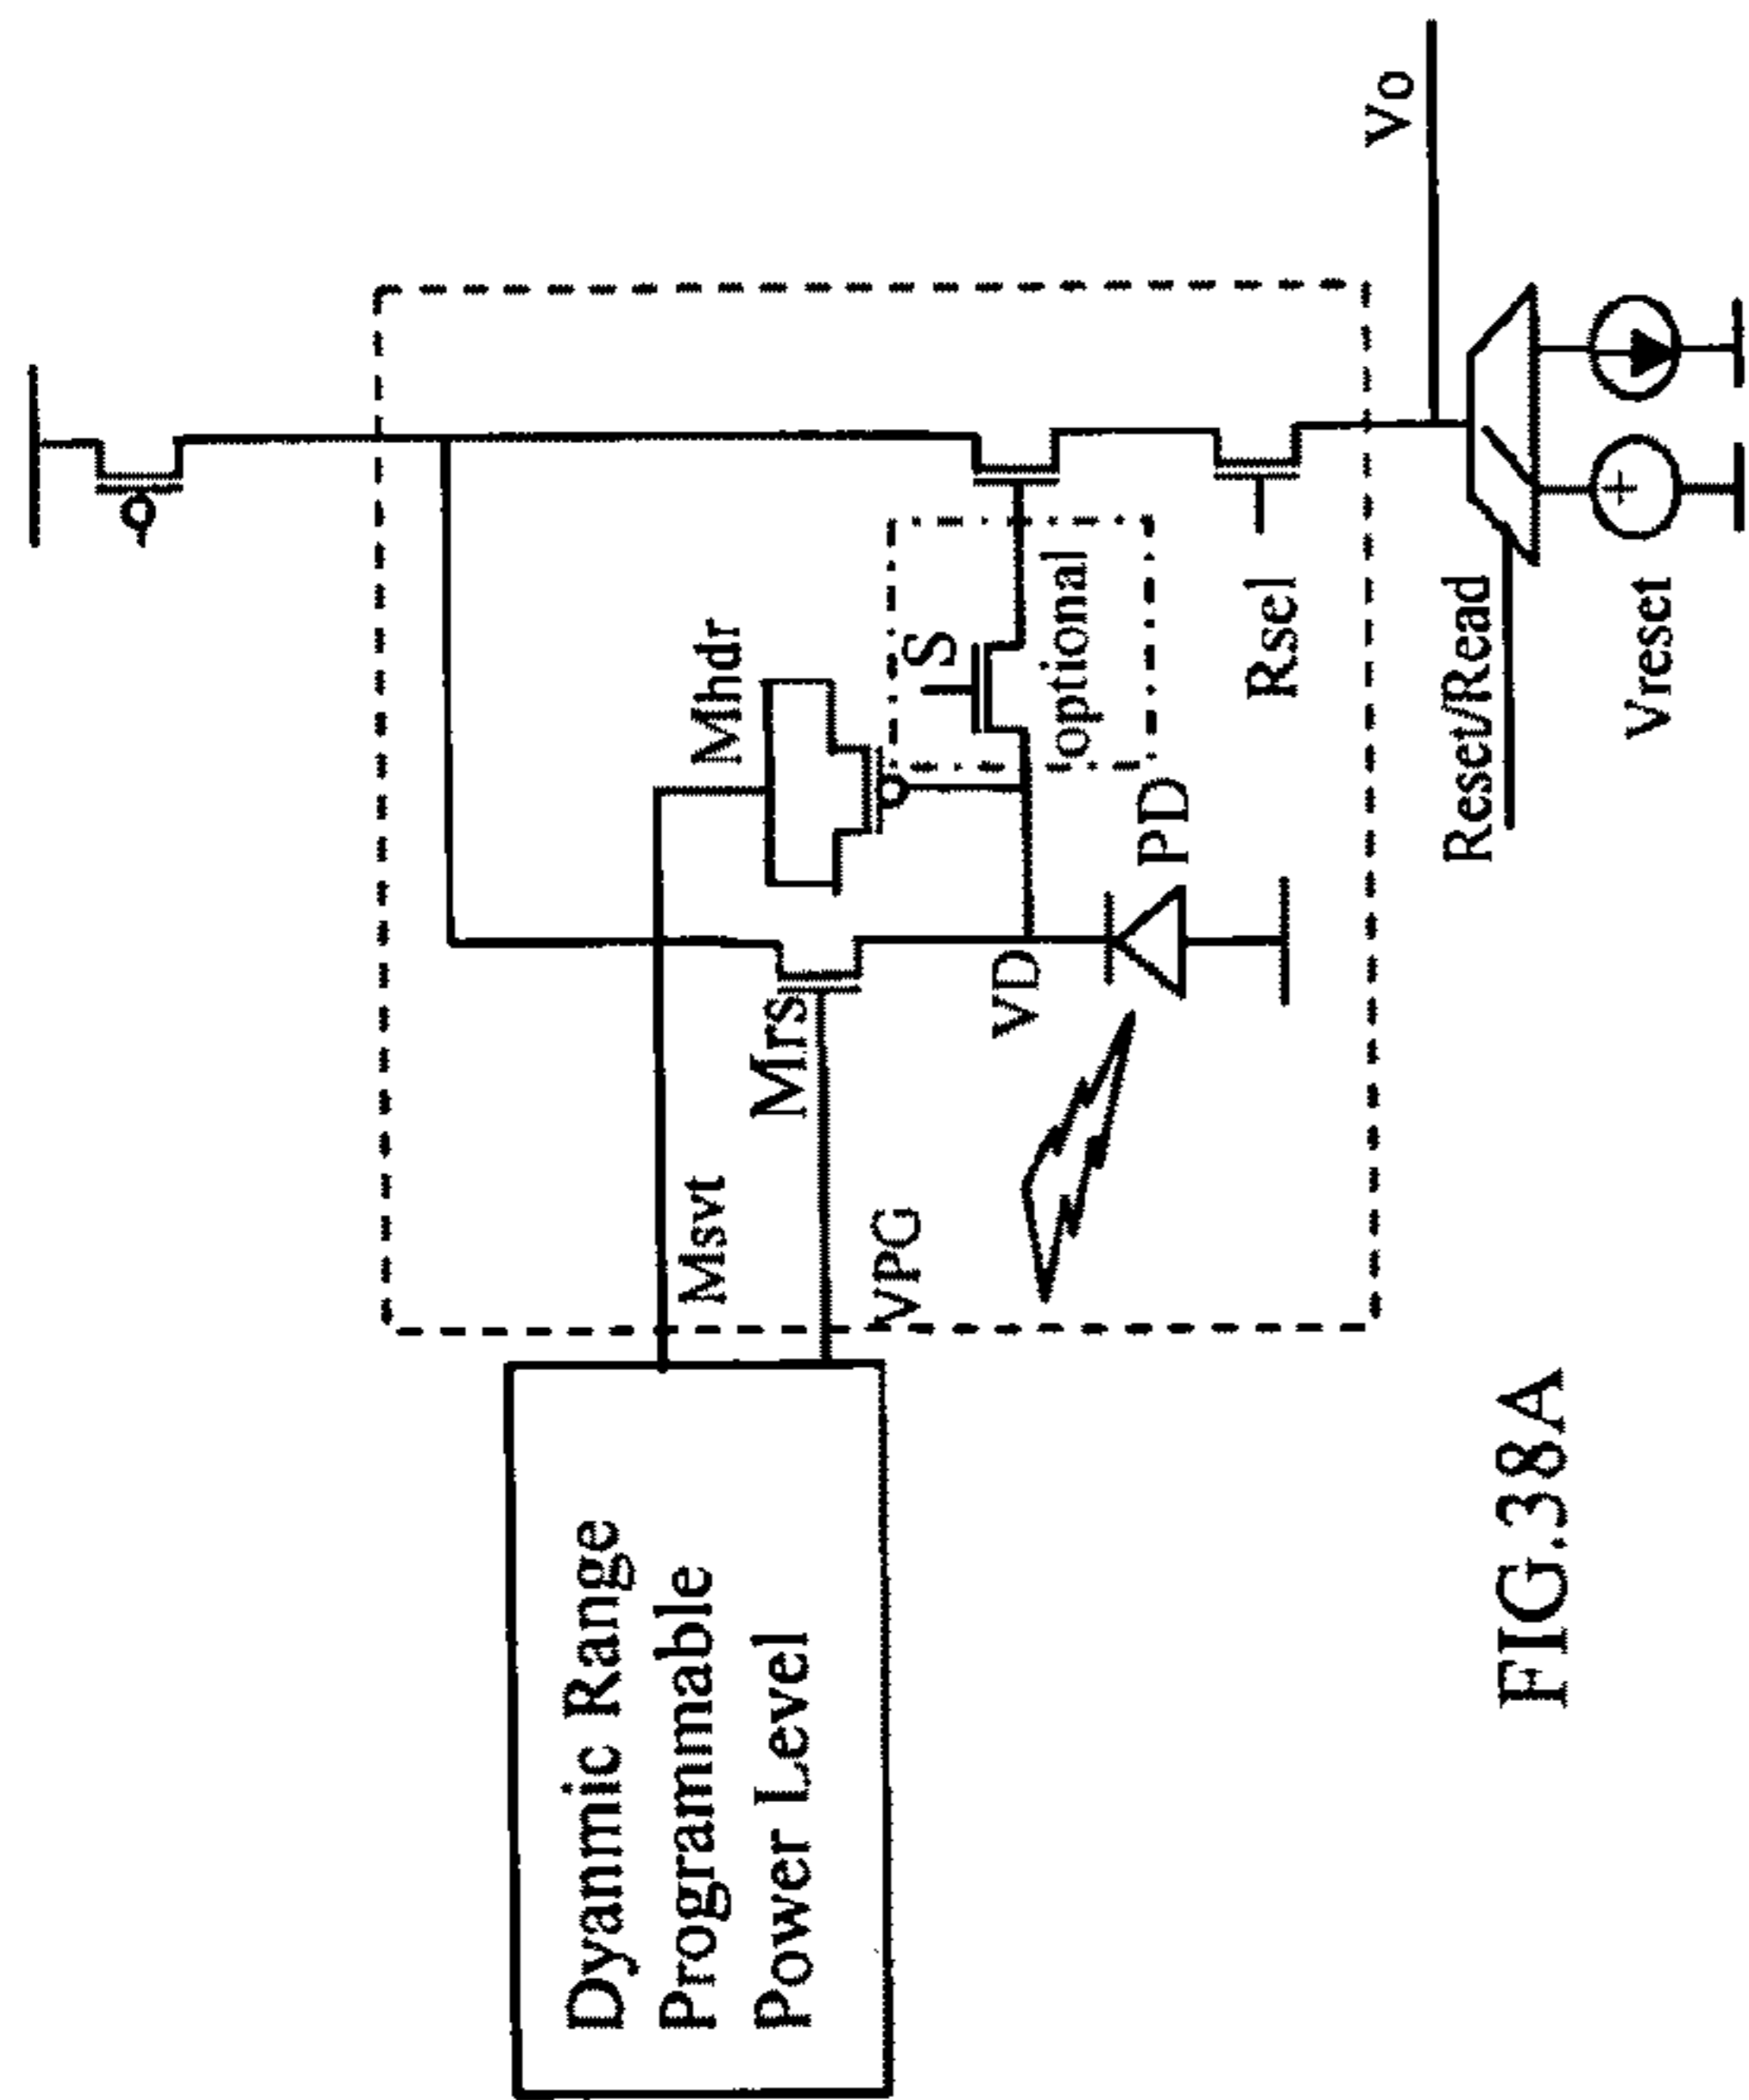 Dyanmic Range
Programmable
Power Level
Msvt
VPG
Mrs
Mhdr
S
optional
VD
PD
Rsel
Vo
Reset/Read
Vreset
+
FIG.38A